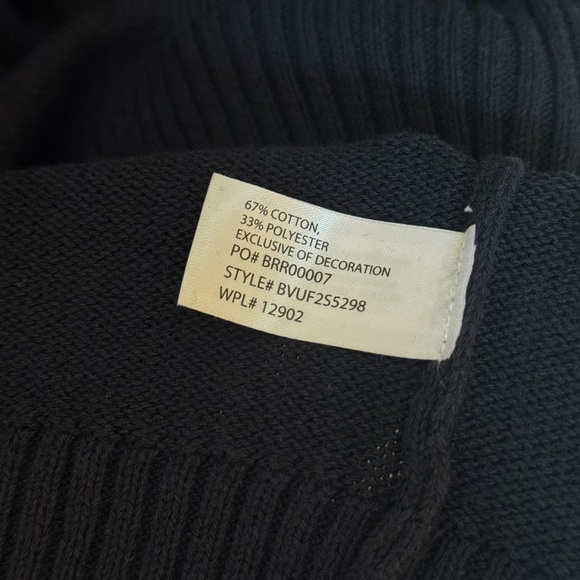 67% COTTON,
33% POLYESTER
EXCLUSIVE OF DECORATION
PO# BRR00007
STYLE# BVUF2S5298
WPL# 12902